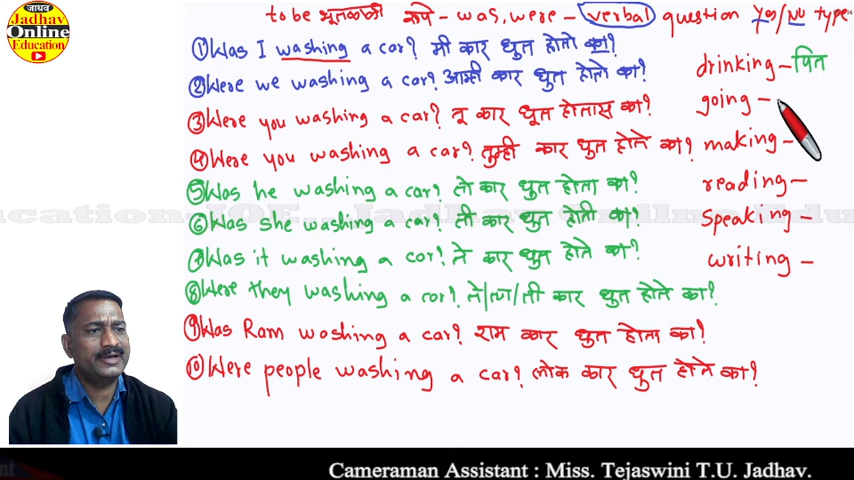 जाधव
Jadhav
Online
Education
to be भूतकाळी रूपे - was, were - verbal question Yes/No type
① Was I washing a car? मी कार धुत होतो का?
② Were we washing a car? आम्ही कार धुत होतो का?
③ Were you washing a car? तू कार धूत होतास का?
④ Were you washing a car? तुम्ही कार धुत होते का?
⑤ Was he washing a car? तो कार धुत होता का?
⑥ Was she washing a car? ती कार धुत होती का?
⑦ Was it washing a car? ते कार धुत होते का?
⑧ Were they washing a car? ते/त्या/ती कार धुत होते का?
⑨ Was Ram washing a car? राम कार धुत होता का?
⑩ Were people washing a car? लोक कार धुत होते का?
drinking - पित
going -
making -
reading -
speaking -
writing -
Cameraman Assistant : Miss. Tejaswini T.U. Jadhav.